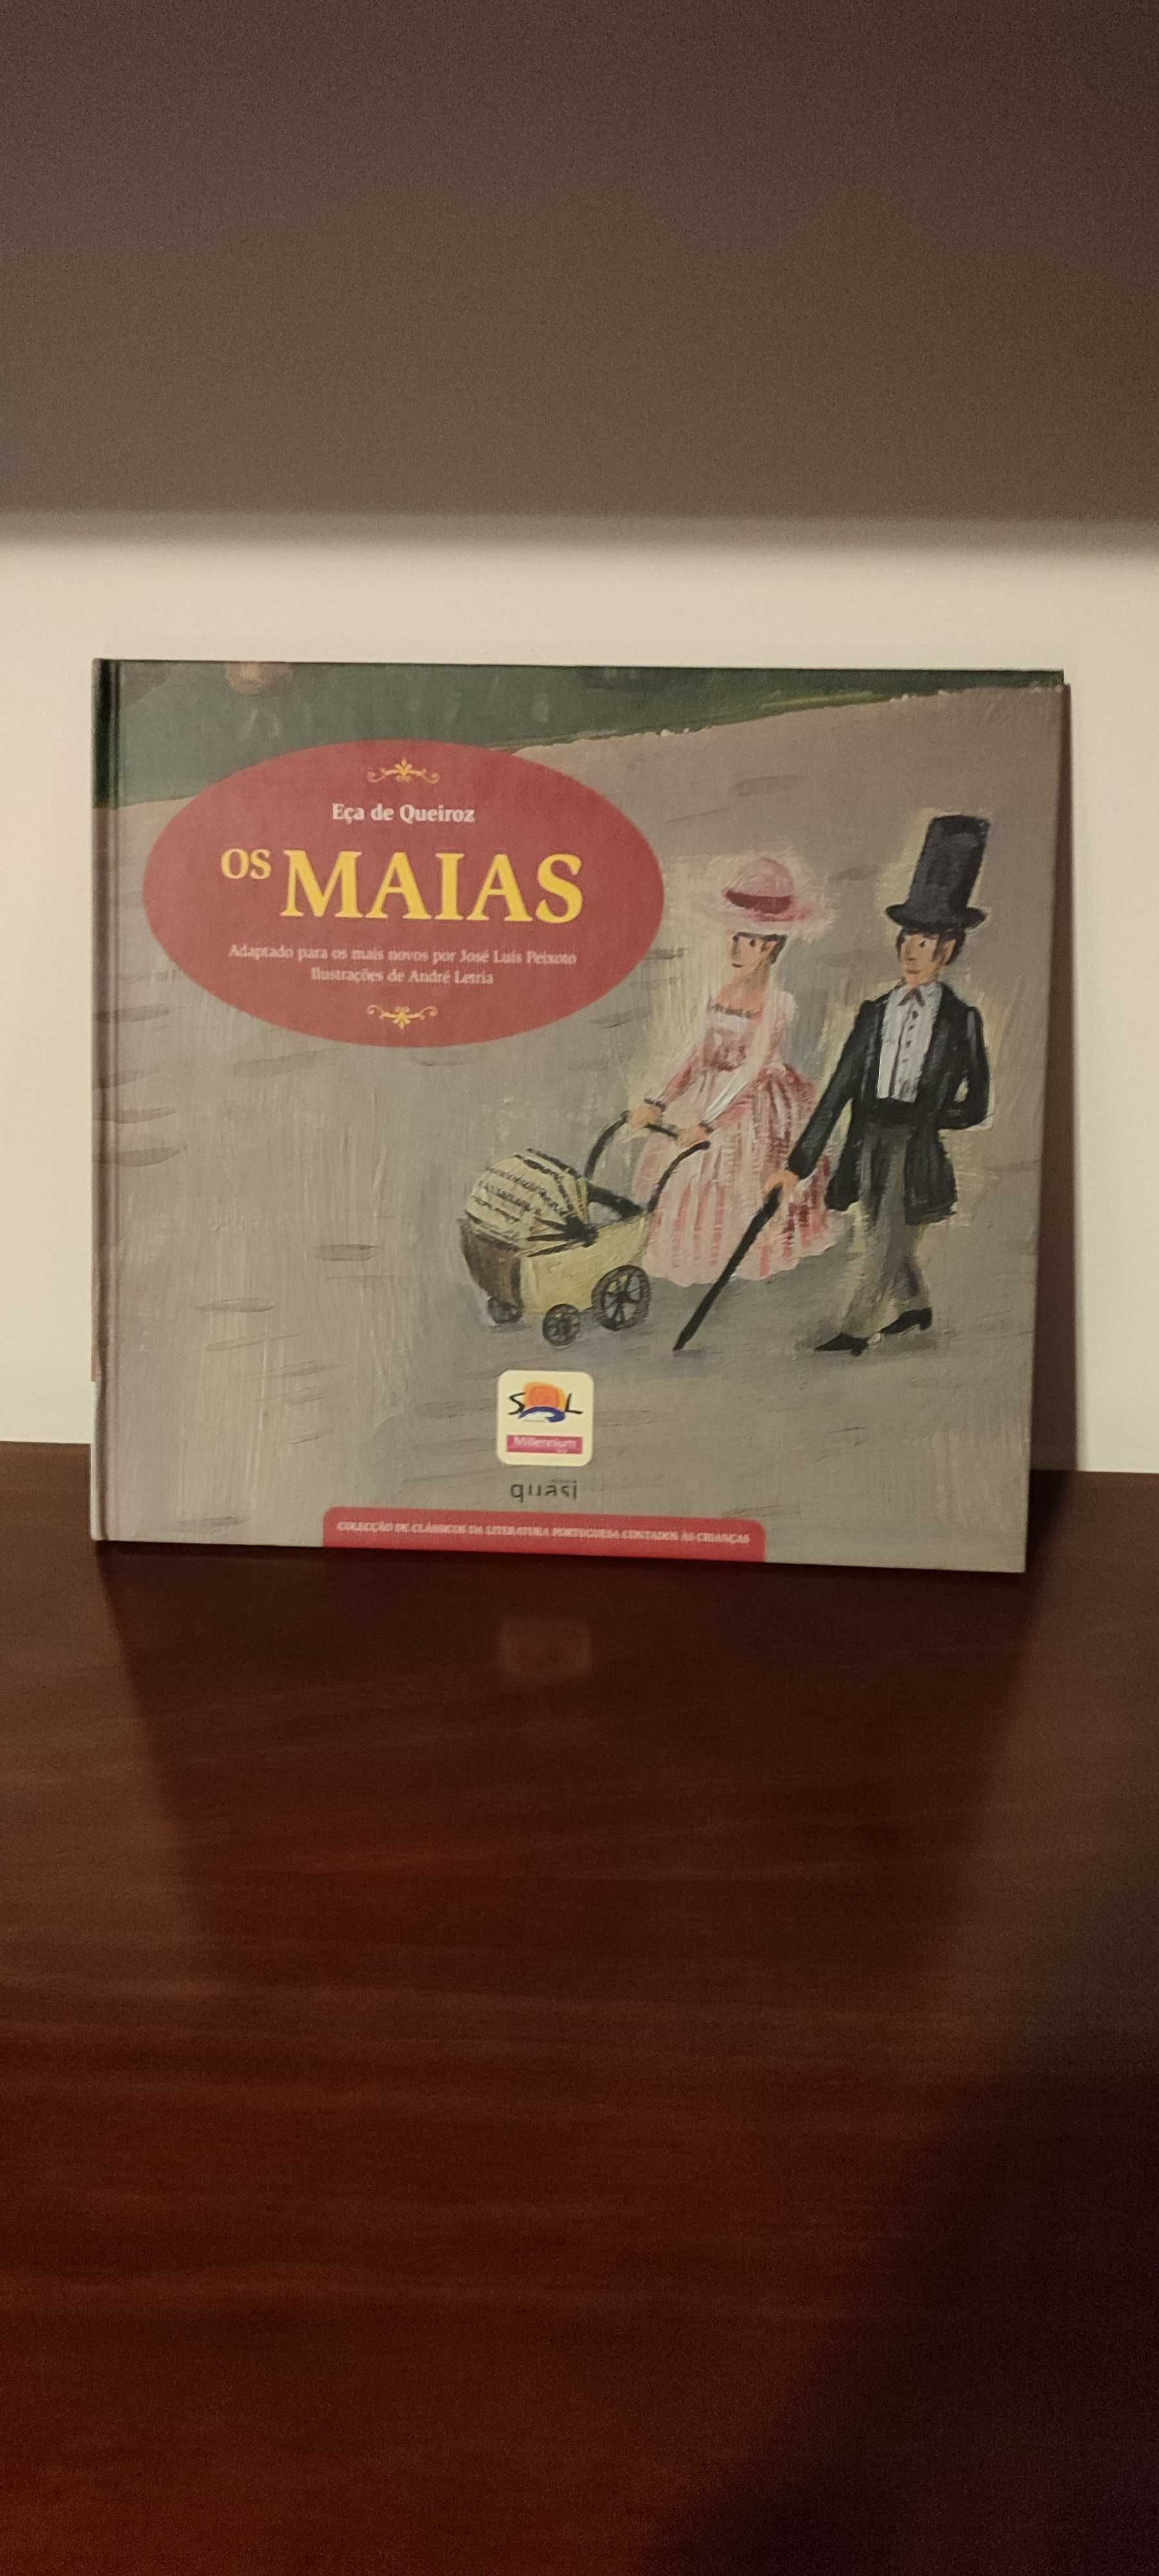 Eça de Queiroz
OS MAIAS
Adaptado para os mais novos por José Luís Peixoto
Ilustrações de André Letria
SOL
Millennium
quasi
COLECÇÃO DE CLÁSSICOS DA LITERATURA PORTUGUESA CONTADOS ÀS CRIANÇAS